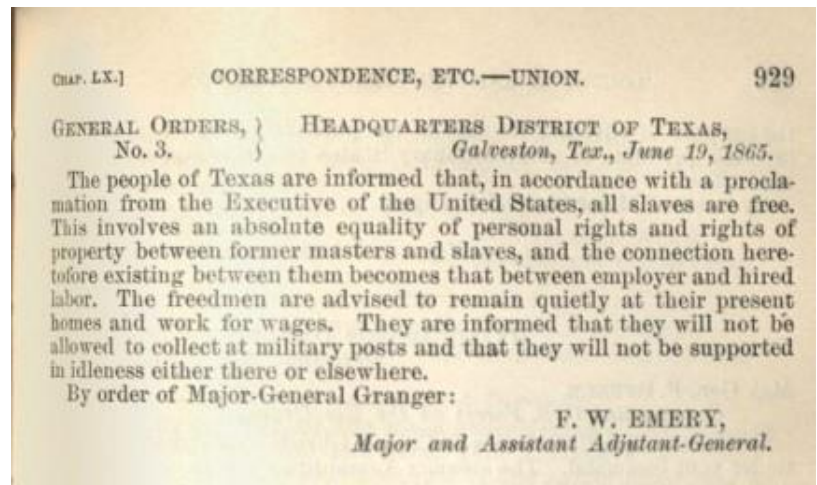 CHAP. LX.] CORRESPONDENCE, ETC.—UNION. 929
GENERAL ORDERS, } HEADQUARTERS DISTRICT OF TEXAS,
No. 3. } Galveston, Tex., June 19, 1865.
The people of Texas are informed that, in accordance with a procla-
mation from the Executive of the United States, all slaves are free.
This involves an absolute equality of personal rights and rights of
property between former masters and slaves, and the connection here-
tofore existing between them becomes that between employer and hired
labor. The freedmen are advised to remain quietly at their present
homes and work for wages. They are informed that they will not be
allowed to collect at military posts and that they will not be supported
in idleness either there or elsewhere.
By order of Major-General Granger:
F. W. EMERY,
Major and Assistant Adjutant-General.